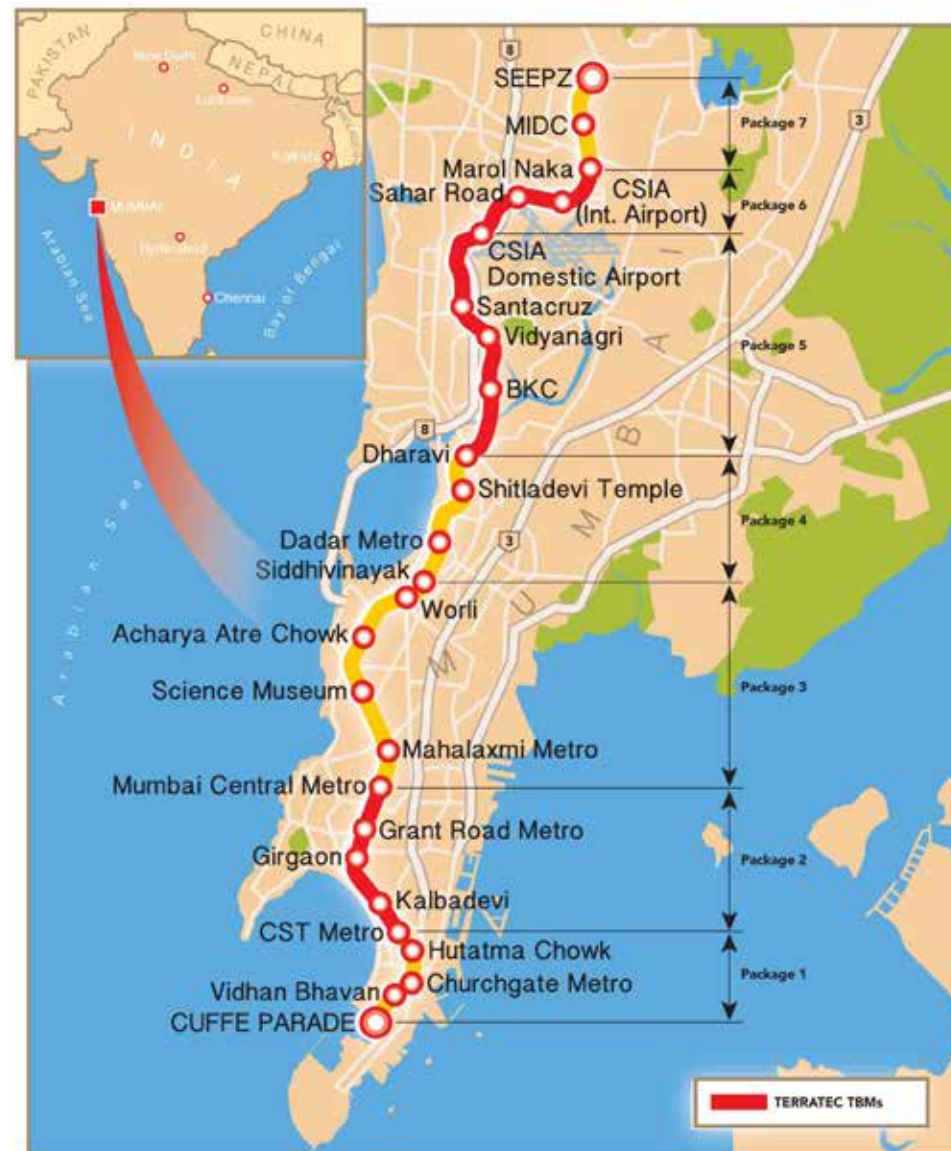 PAKISTAN
CHINA
NEPAL
New Delhi
Lucknow
INDIA
Kolkata
MUMBAI
Hyderabad
Chennai
Arabian Sea
Bay of Bengal
8
3
SEEPZ
MIDC
Marol Naka
Sahar Road
CSIA
(Int. Airport)
CSIA
Domestic Airport
Santacruz
Vidyanagri
BKC
8
Dharavi
Shitladevi Temple
3
Dadar Metro
Siddhivinayak
Worli
Acharya Atre Chowk
Science Museum
Mahalaxmi Metro
Mumbai Central Metro
Grant Road Metro
Girgaon
Kalbadevi
CST Metro
Hutatma Chowk
Churchgate Metro
Vidhan Bhavan
CUFFE PARADE
MUMBAI
Arabian Sea
Package 7
Package 6
Package 5
Package 4
Package 3
Package 2
Package 1
TERRATEC TBMs